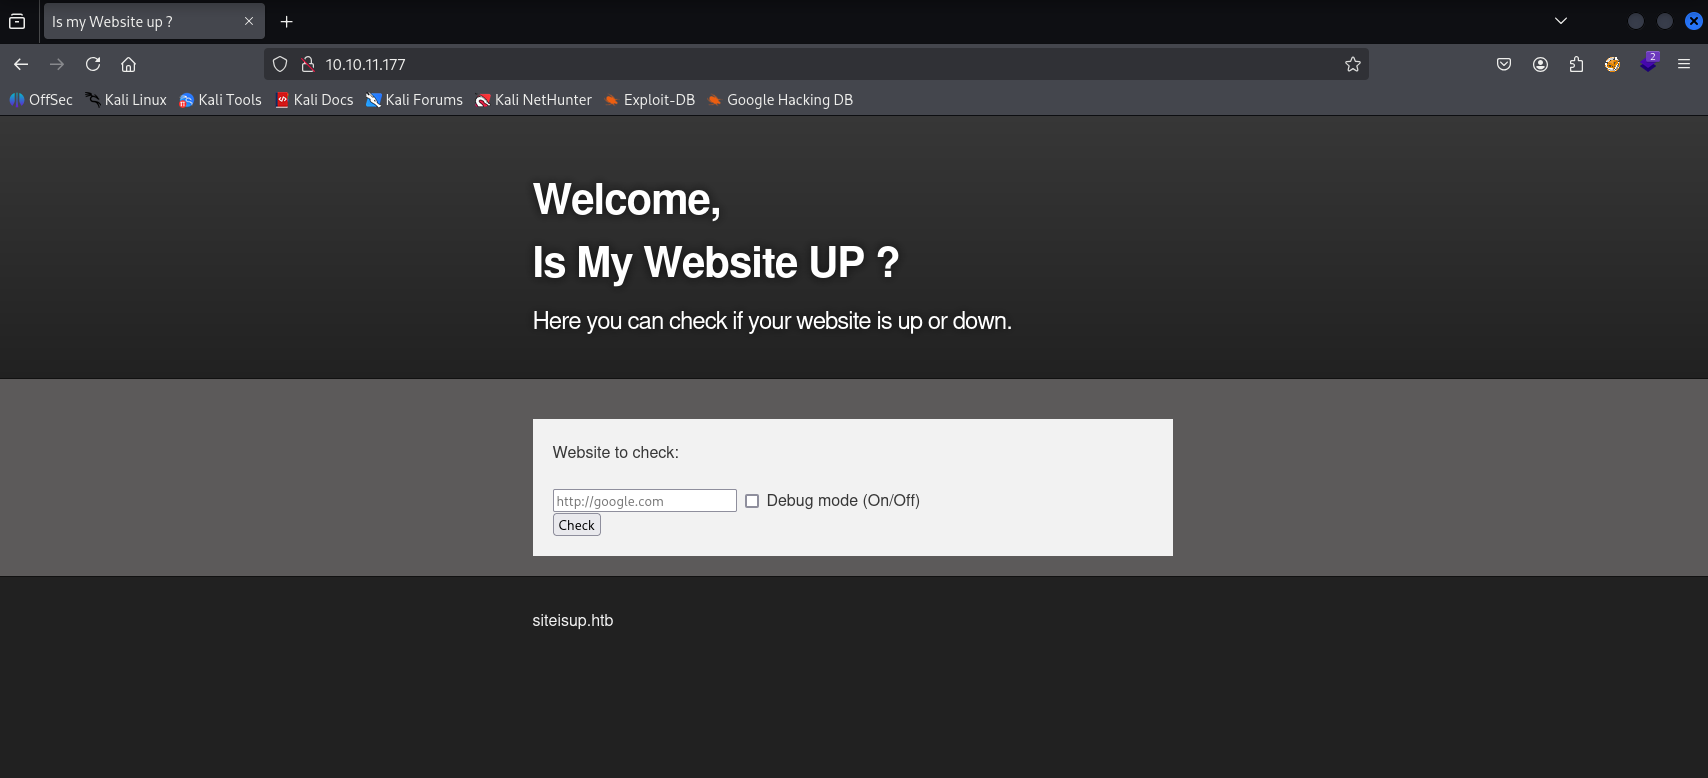 Is my Website up ?
10.10.11.177
2
OffSec Kali Linux Kali Tools Kali Docs Kali Forums Kali NetHunter Exploit-DB Google Hacking DB
Welcome,
Is My Website UP ?
Here you can check if your website is up or down.
Website to check:
http://google.com Debug mode (On/Off)
Check
siteisup.htb